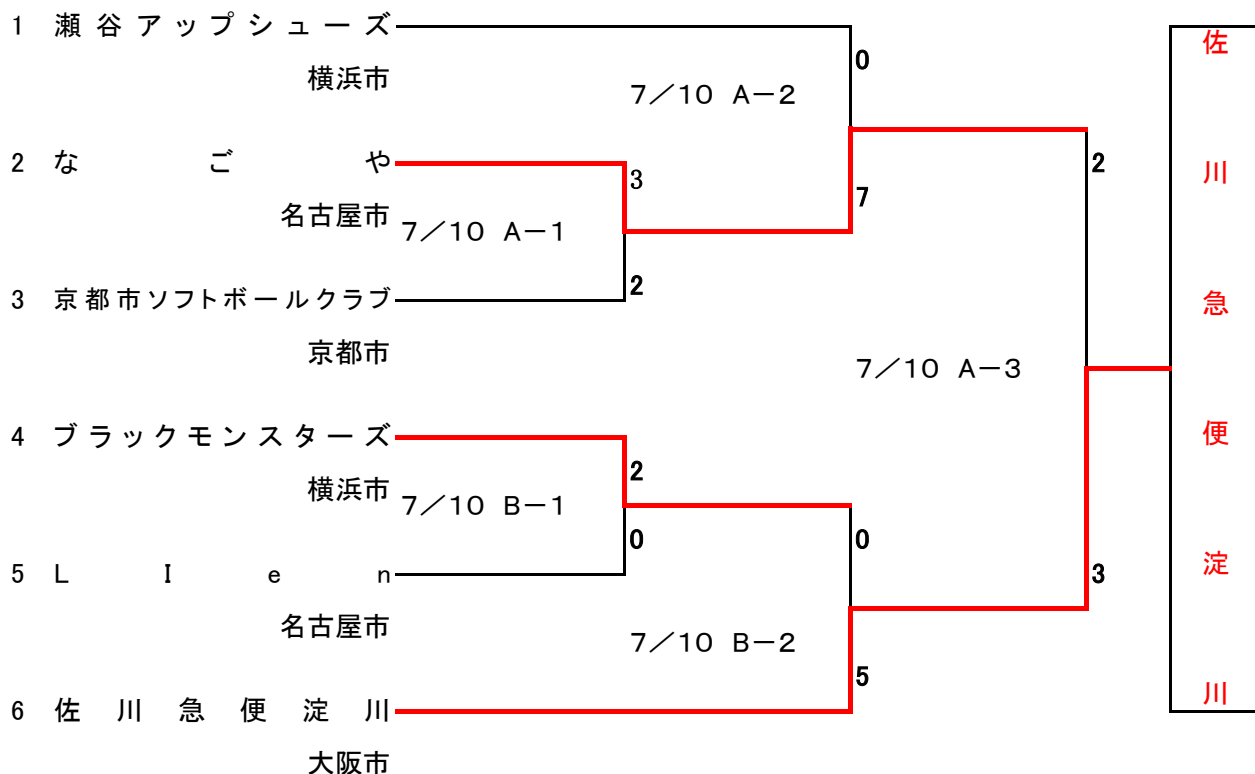 1 瀬谷アップシューズ
横浜市
7/10 A-2
0
2 なごや
名古屋市
3
7
2
7/10 A-1
2
3 京都市ソフトボールクラブ
京都市
7/10 A-3
4 ブラックモンスターズ
横浜市
2
7/10 B-1
0
0
3
5 LIen
名古屋市
7/10 B-2
5
6 佐川急便淀川
大阪市
佐川急便淀川